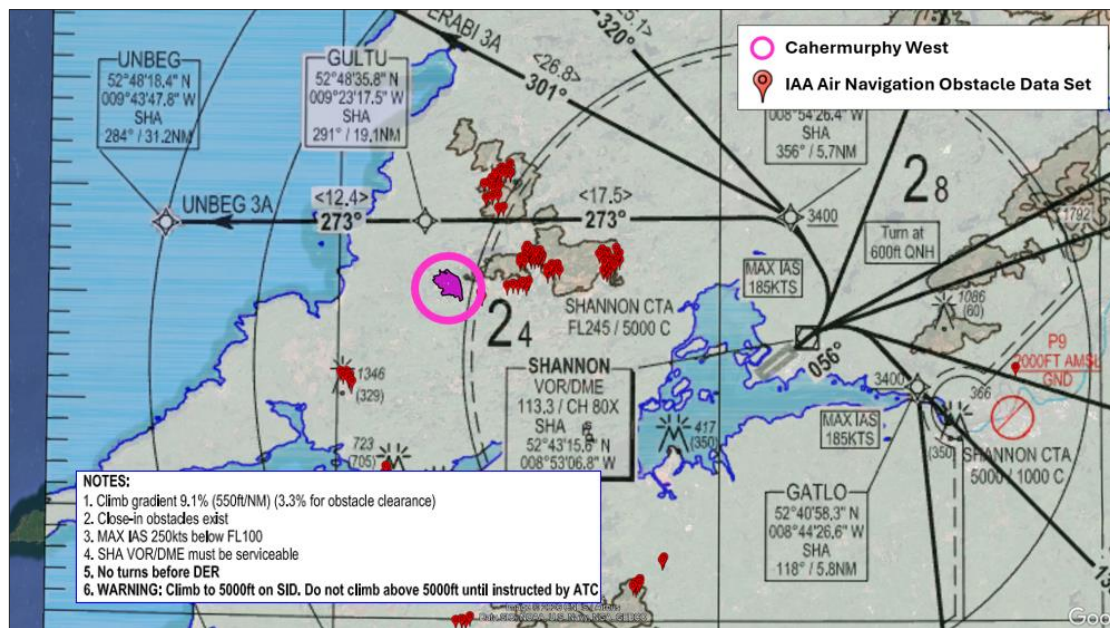 ERABI 3A
<26.8>
301°
25.1>
320°
Cahermurphy West
IAA Air Navigation Obstacle Data Set
UNBEG
52°48'18.4" N
009°43'47.8" W
SHA
284° / 31.2NM
GULTU
52°48'35.8" N
009°23'17.5" W
SHA
291° / 19.1NM
008°54'26.4" W
SHA
356° / 5.7NM
28
1792
UNBEG 3A
<12.4>
273°
<17.5>
273°
3400
Turn at
600ft QNH
MAX IAS
185KTS
24
SHANNON CTA
FL245 / 5000 C
1086
(60)
P9
2000FT AMSL
GND
SHANNON
VOR/DME
113.3 / CH 80X
SHA
52°43'15.6" N
008°53'06.8" W
056°
3400
366
(350)
MAX IAS
185KTS
SHANNON CTA
5000 / 1000 C
1346
(329)
723
(705)
417
(350)
GATLO
52°40'58,3" N
008°44'26,6" W
SHA
118° / 5.8NM
NOTES:
1. Climb gradient 9.1% (550ft/NM) (3.3% for obstacle clearance)
2. Close-in obstacles exist
3. MAX IAS 250kts below FL100
4. SHA VOR/DME must be serviceable
5. No turns before DER
6. WARNING: Climb to 5000ft on SID. Do not climb above 5000ft until instructed by ATC
13
Goo